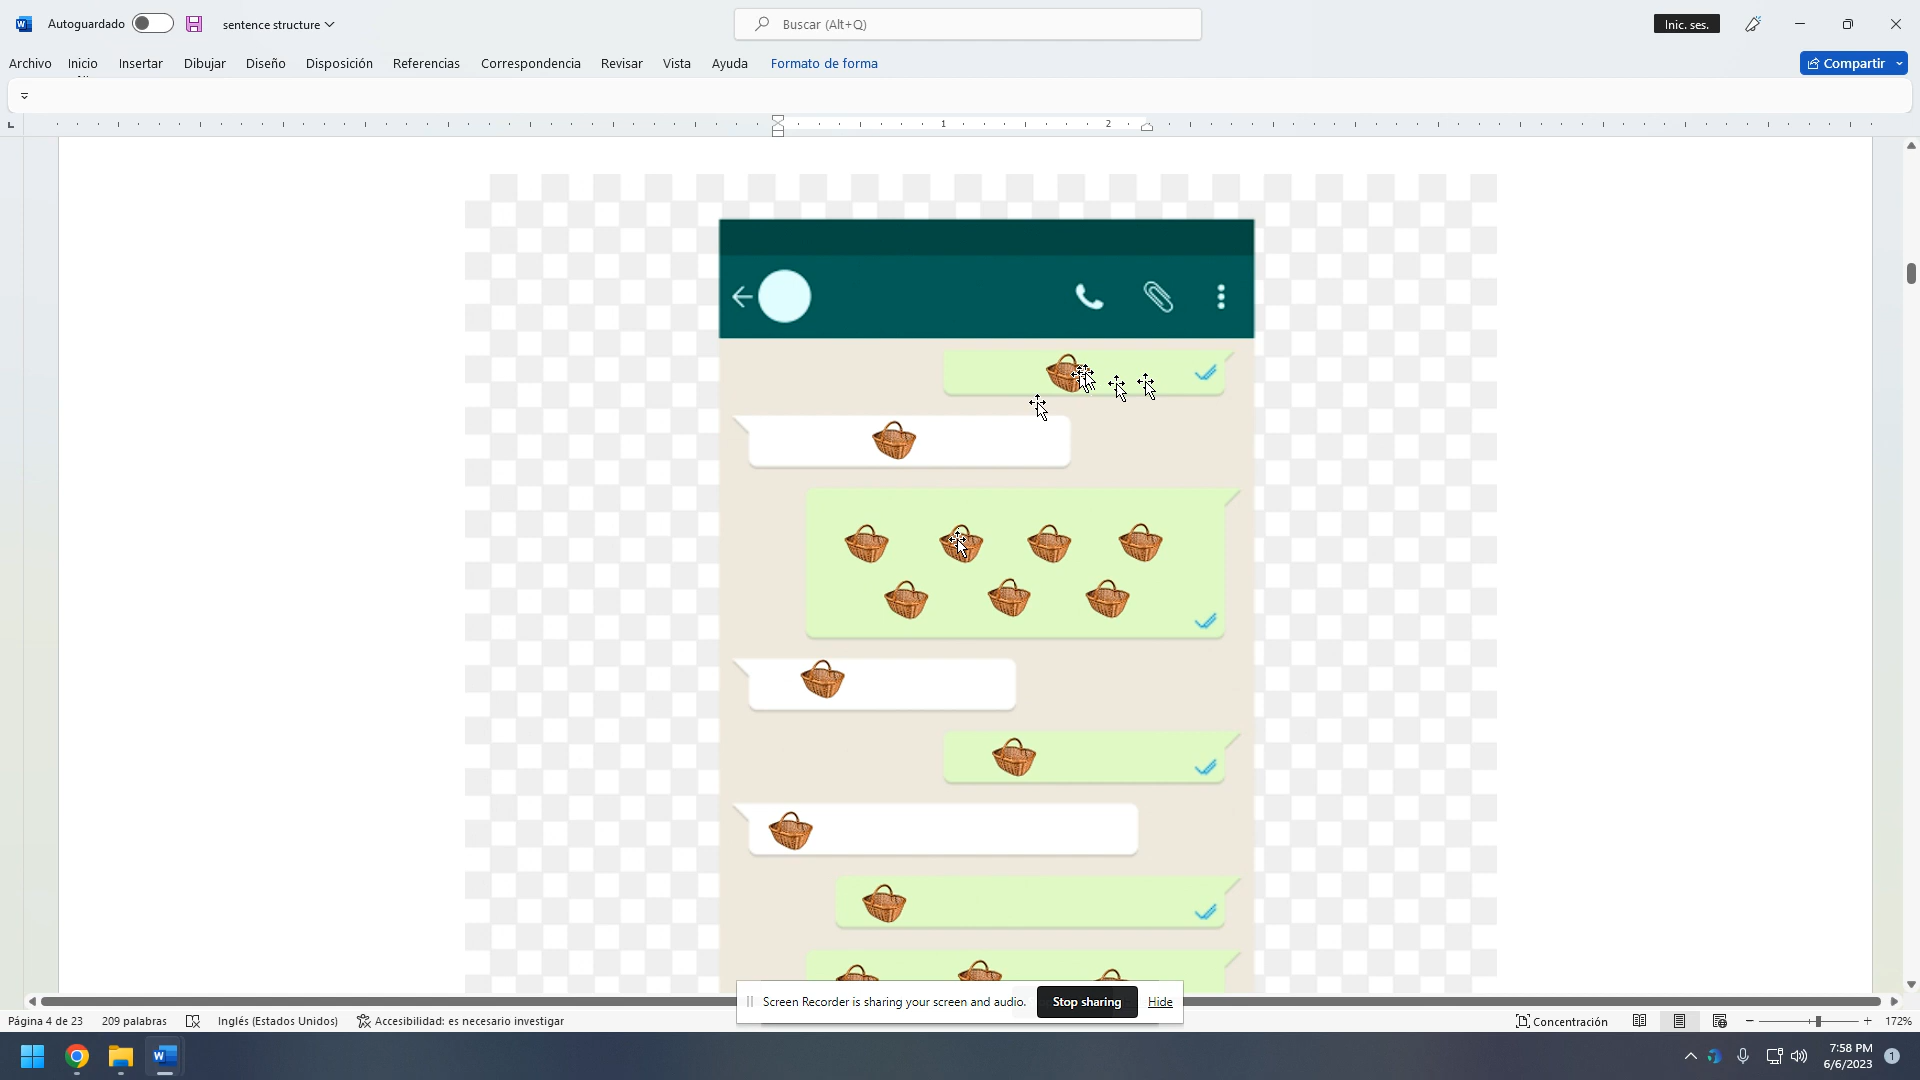 Autoguardado
sentence structure
Buscar (Alt+Q)
Inic. ses.
Archivo Inicio Insertar Dibujar Diseño Disposición Referencias Correspondencia Revisar Vista Ayuda Formato de forma
Compartir
1 2
Screen Recorder is sharing your screen and audio. Stop sharing Hide
Página 4 de 23 209 palabras Inglés (Estados Unidos) Accesibilidad: es necesario investigar
Concentración
172%
7:58 PM
6/6/2023
1